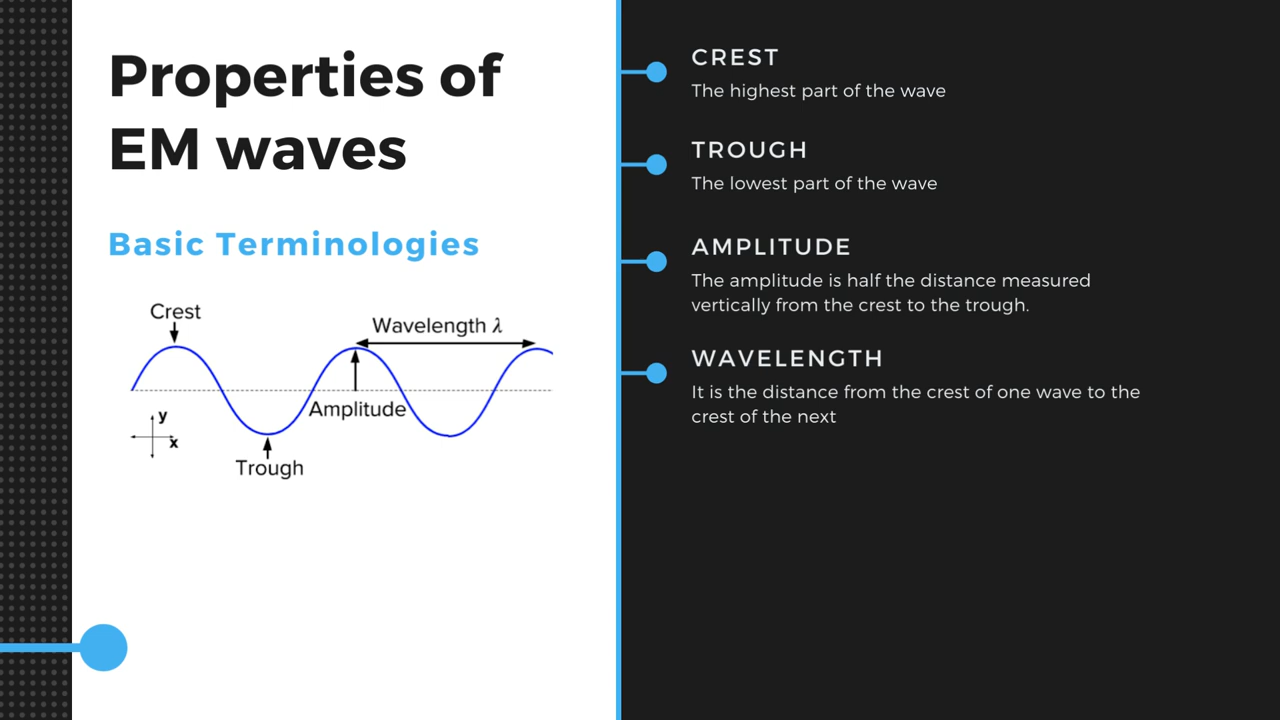 Properties of
EM waves
Basic Terminologies
Crest
Wavelength λ
Amplitude
y
x
Trough
CREST
The highest part of the wave
TROUGH
The lowest part of the wave
AMPLITUDE
The amplitude is half the distance measured
vertically from the crest to the trough.
WAVELENGTH
It is the distance from the crest of one wave to the
crest of the next